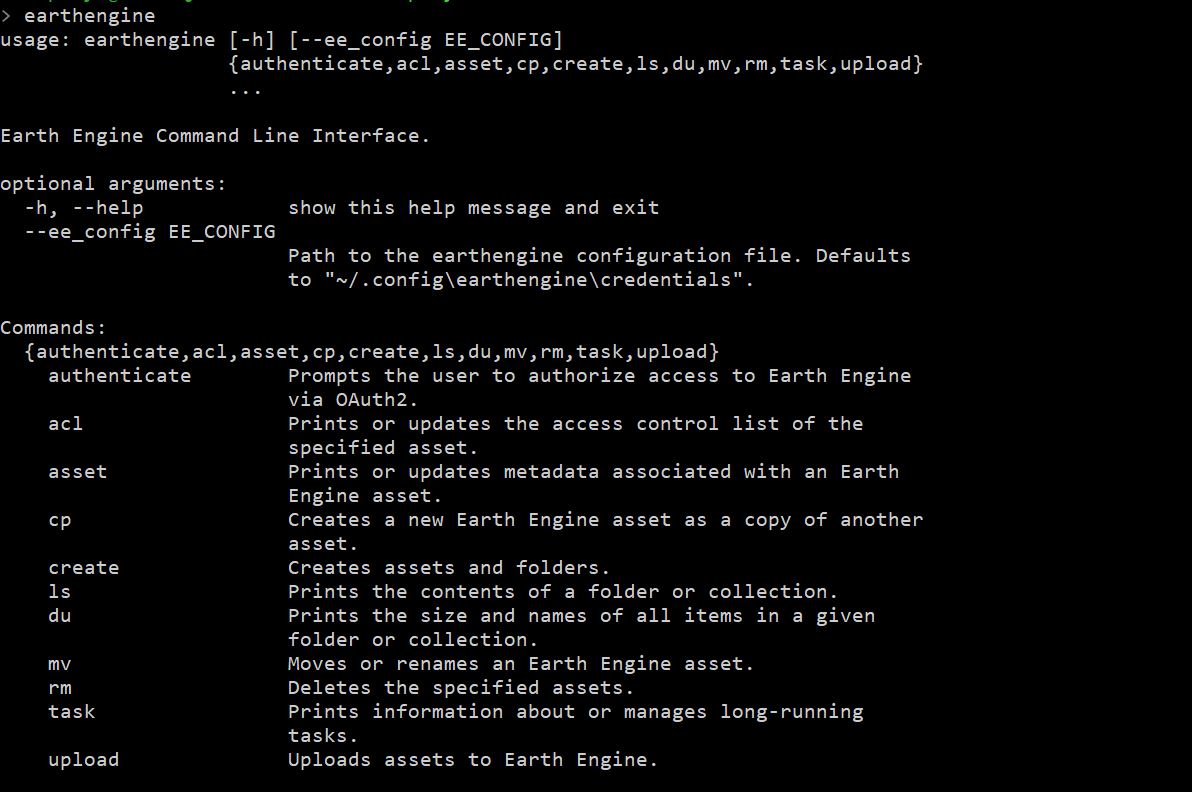 > earthengine
usage: earthengine [-h] [--ee_config EE_CONFIG]
                   {authenticate,acl,asset,cp,create,ls,du,mv,rm,task,upload}
                   ...

Earth Engine Command Line Interface.

optional arguments:
  -h, --help            show this help message and exit
  --ee_config EE_CONFIG
                        Path to the earthengine configuration file. Defaults
                        to "~/.config\earthengine\credentials".

Commands:
  {authenticate,acl,asset,cp,create,ls,du,mv,rm,task,upload}
    authenticate        Prompts the user to authorize access to Earth Engine
                        via OAuth2.
    acl                 Prints or updates the access control list of the
                        specified asset.
    asset               Prints or updates metadata associated with an Earth
                        Engine asset.
    cp                  Creates a new Earth Engine asset as a copy of another
                        asset.
    create              Creates assets and folders.
    ls                  Prints the contents of a folder or collection.
    du                  Prints the size and names of all items in a given
                        folder or collection.
    mv                  Moves or renames an Earth Engine asset.
    rm                  Deletes the specified assets.
    task                Prints information about or manages long-running
                        tasks.
    upload              Uploads assets to Earth Engine.